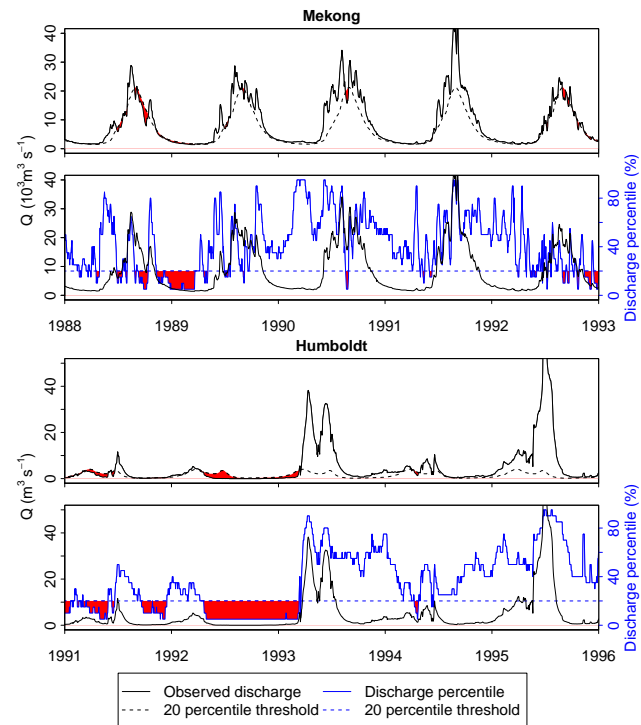 Mekong
0 10 20 30 40
0 10 20 30 40
0 40 80
Q (10³m³ s⁻¹)
Discharge percentile (%)
1988 1989 1990 1991 1992 1993
Humboldt
0 20 40
0 20 40
0 40 80
Q (m³ s⁻¹)
Discharge percentile (%)
1991 1992 1993 1994 1995 1996
Observed discharge Discharge percentile
20 percentile threshold 20 percentile threshold